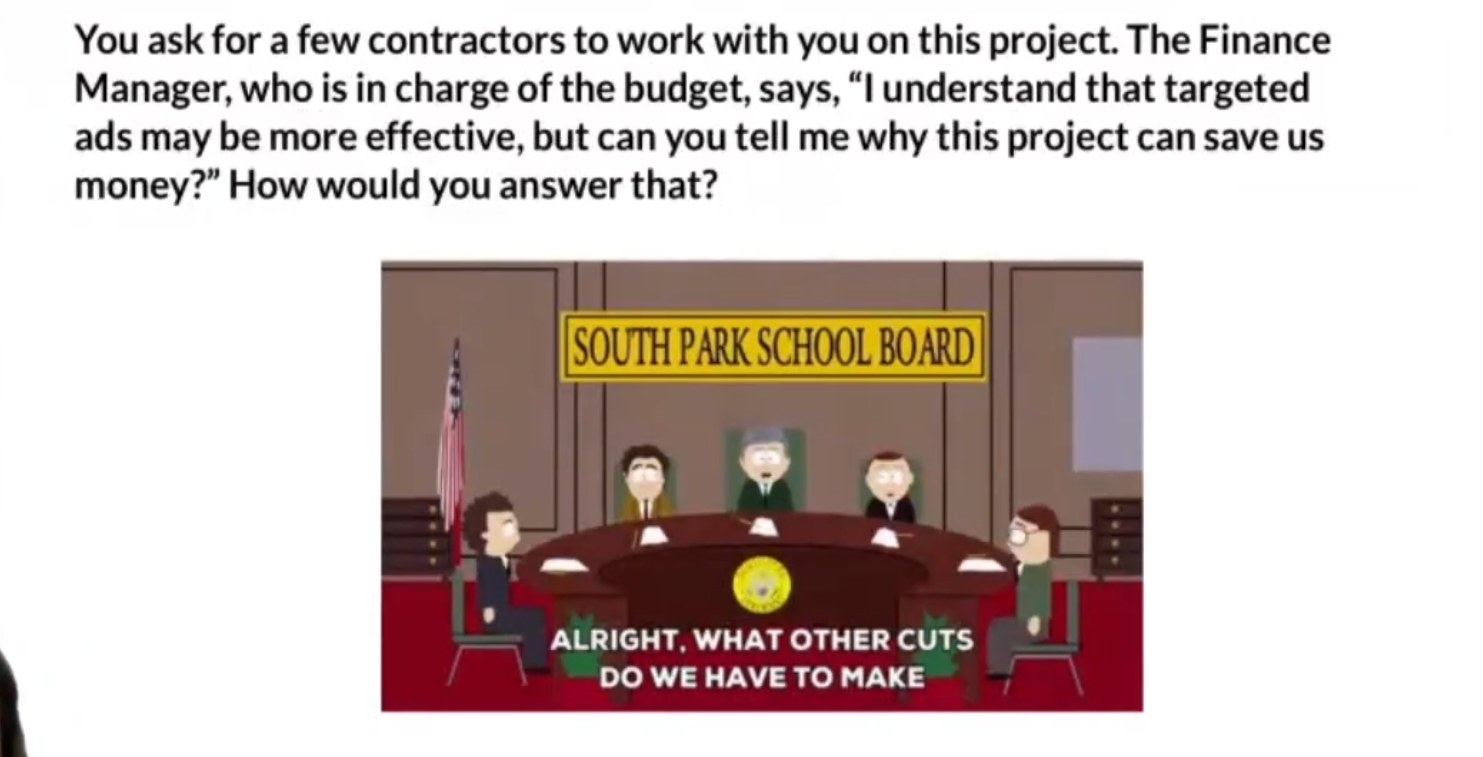 You ask for a few contractors to work with you on this project. The Finance
Manager, who is in charge of the budget, says, “I understand that targeted
ads may be more effective, but can you tell me why this project can save us
money?” How would you answer that?
SOUTH PARK SCHOOL BOARD
ALRIGHT, WHAT OTHER CUTS
DO WE HAVE TO MAKE